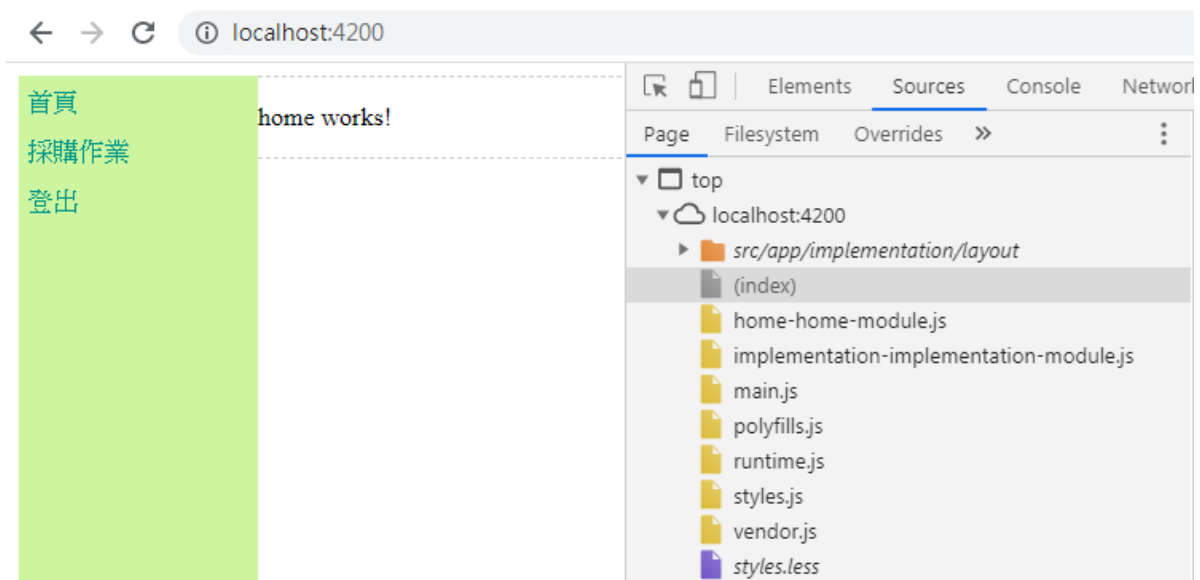 localhost:4200
首頁
採購作業
登出
home works!
Elements Sources Console Networ
Page Filesystem Overrides »
top
localhost:4200
src/app/implementation/layout
(index)
home-home-module.js
implementation-implementation-module.js
main.js
polyfills.js
runtime.js
styles.js
vendor.js
styles.less